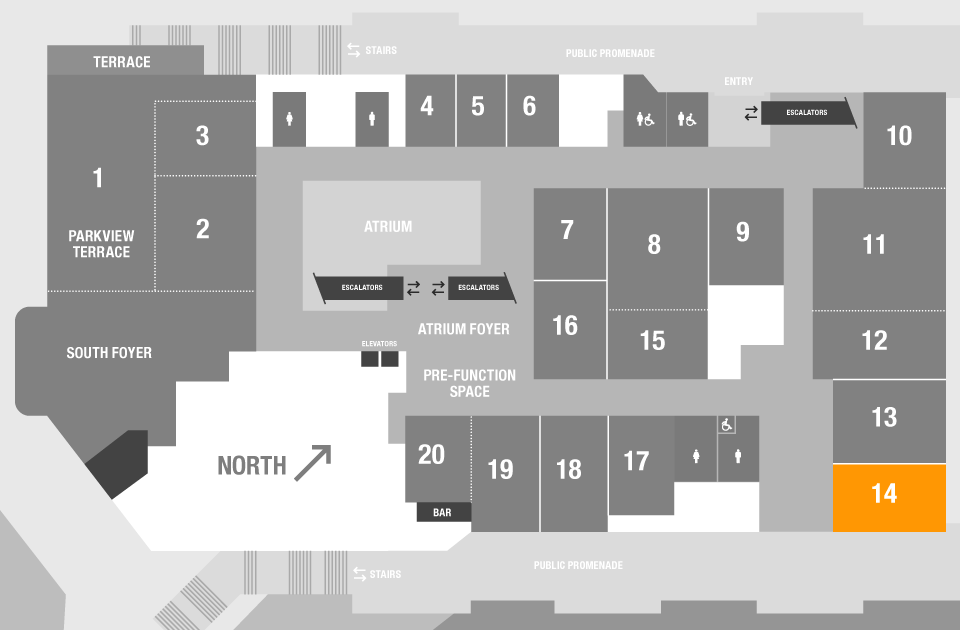 STAIRS
PUBLIC PROMENADE
TERRACE
ENTRY
4
5
6
ESCALATORS
3
10
1
2
ATRIUM
7
8
9
11
PARKVIEW
TERRACE
ESCALATORS
ESCALATORS
16
ATRIUM FOYER
15
12
ELEVATORS
SOUTH FOYER
PRE-FUNCTION
SPACE
13
20
19
18
17
NORTH
14
BAR
PUBLIC PROMENADE
STAIRS